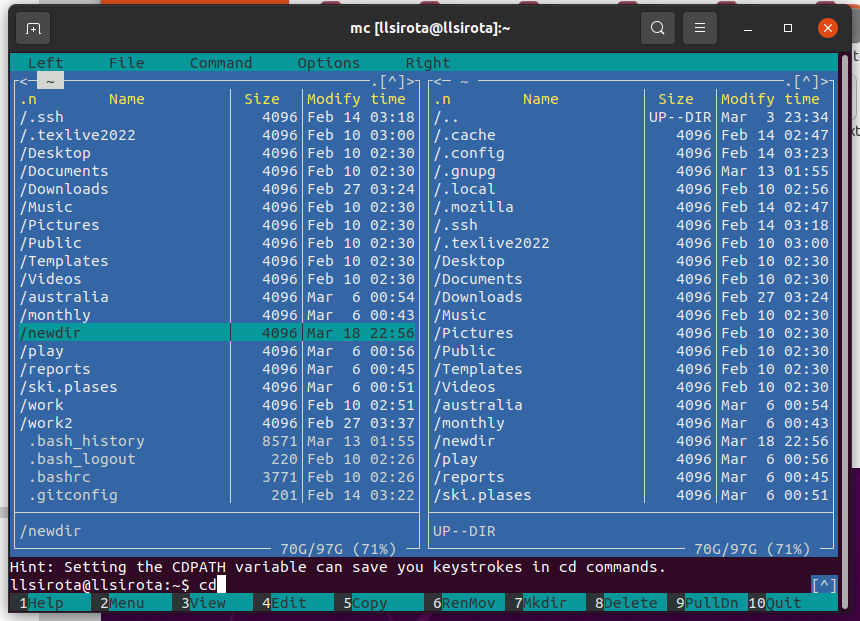 mc [llsirota@llsirota]:~
Left File Command Options Right
<─ ~ ─.[^]>
.n Name Size Modify time
/.ssh 4096 Feb 14 03:18
/.texlive2022 4096 Feb 10 03:00
/Desktop 4096 Feb 10 02:30
/Documents 4096 Feb 10 02:30
/Downloads 4096 Feb 27 03:24
/Music 4096 Feb 10 02:30
/Pictures 4096 Feb 10 02:30
/Public 4096 Feb 10 02:30
/Templates 4096 Feb 10 02:30
/Videos 4096 Feb 10 02:30
/australia 4096 Mar 6 00:54
/monthly 4096 Mar 6 00:43
/newdir 4096 Mar 18 22:56
/play 4096 Mar 6 00:56
/reports 4096 Mar 6 00:45
/ski.plases 4096 Mar 6 00:51
/work 4096 Feb 10 02:51
/work2 4096 Feb 27 03:37
.bash_history 8571 Mar 13 01:55
.bash_logout 220 Feb 10 02:26
.bashrc 3771 Feb 10 02:26
.gitconfig 201 Feb 14 03:22
/newdir
70G/97G (71%)
<─ ~ ─.[^]>
.n Name Size Modify time
/.. UP--DIR Mar 3 23:34
/.cache 4096 Feb 14 02:47
/.config 4096 Feb 14 03:23
/.gnupg 4096 Mar 13 01:55
/.local 4096 Feb 10 02:56
/.mozilla 4096 Feb 14 02:47
/.ssh 4096 Feb 14 03:18
/.texlive2022 4096 Feb 10 03:00
/Desktop 4096 Feb 10 02:30
/Documents 4096 Feb 10 02:30
/Downloads 4096 Feb 27 03:24
/Music 4096 Feb 10 02:30
/Pictures 4096 Feb 10 02:30
/Public 4096 Feb 10 02:30
/Templates 4096 Feb 10 02:30
/Videos 4096 Feb 10 02:30
/australia 4096 Mar 6 00:54
/monthly 4096 Mar 6 00:43
/newdir 4096 Mar 18 22:56
/play 4096 Mar 6 00:56
/reports 4096 Mar 6 00:45
/ski.plases 4096 Mar 6 00:51
UP--DIR
70G/97G (71%)
Hint: Setting the CDPATH variable can save you keystrokes in cd commands.
llsirota@llsirota:~$ cd [^]
1Help 2Menu 3View 4Edit 5Copy 6RenMov 7Mkdir 8Delete 9PullDn 10Quit